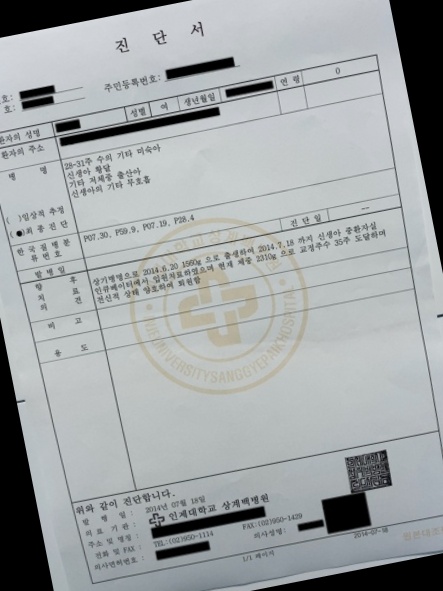 진 단 서
호:
주민등록번호:
호:
환자의 성명 성별 여 생년월일 연 령 0
환자의 주소
병 명
28-31주 수의 기타 미숙아
신생아 황달
기타 저체중 출산아
신생아의 기타 무호흡
( )임상적 추정
(●)최 종 진 단
한 국 질 병 분 류 번 호
P07.30, P59.9, P07.19, P28.4
발 병 일 진 단 일 --
향 후 치 료 의 견
상기병명으로 2014.6.20 1560g 으로 출생하여 2014.7.18 까지 신생아 중환자실
인큐베이터에서 입원치료하였으며 현재 체중 2310g 으로 교정주수 35주 도달하며
전신적 상태 양호하여 퇴원함
비 고
용 도
위와 같이 진단합니다.
발 행 일 : 2014년 07월 18일
의 료 기 관 : 인제대학교 상계백병원
주소 및 명칭 :
전화 및 FAX : TEL:(02)950-1114 FAX:(02)950-1429
의사면허번호 : 의사성명:
1/1 페이지
2014-07-18
원본대조